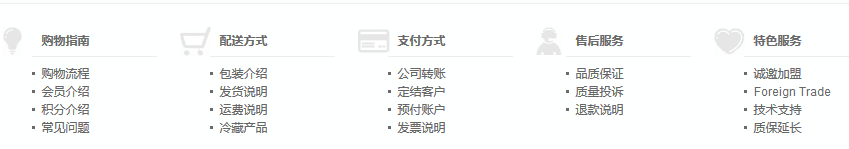 购物指南
购物流程
会员介绍
积分介绍
常见问题
配送方式
包装介绍
发货说明
运费说明
冷藏产品
支付方式
公司转账
定结客户
预付账户
发票说明
售后服务
品质保证
质量投诉
退款说明
特色服务
诚邀加盟
Foreign Trade
技术支持
质保延长